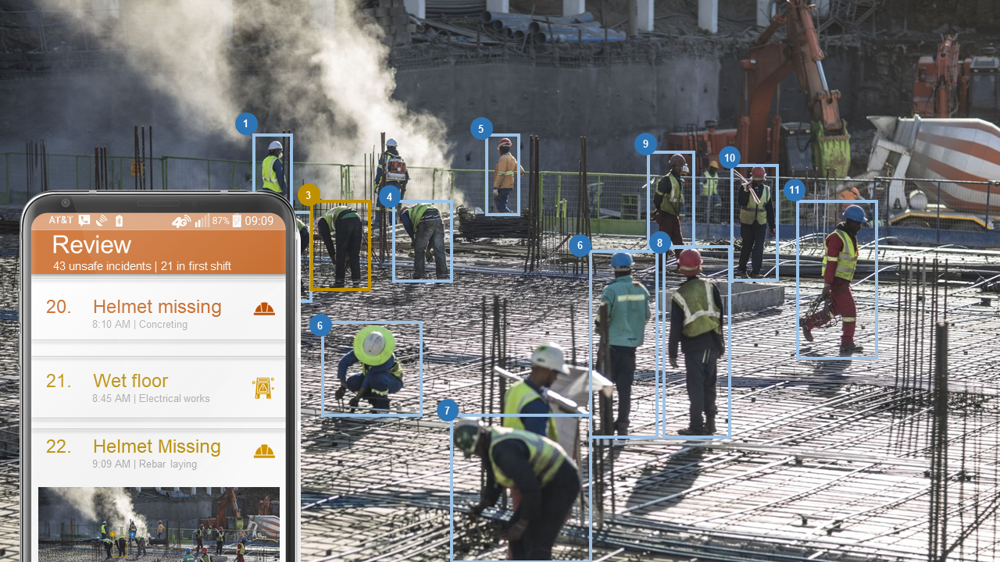 1
5
9
10
3
4
11
AT&T 4G 87% 09:09
Review
43 unsafe incidents | 21 in first shift
6
8
20. Helmet missing
8:10 AM | Concreting
6
21. Wet floor
8:45 AM | Electrical works
7
22. Helmet Missing
9:09 AM | Rebar laying